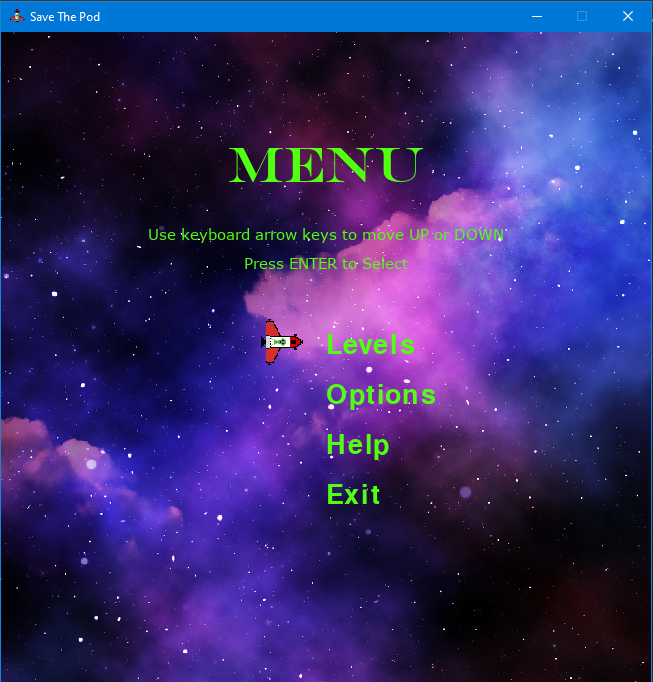 Save The Pod
MENU
Use keyboard arrow keys to move UP or DOWN
Press ENTER to Select
Levels
Options
Help
Exit